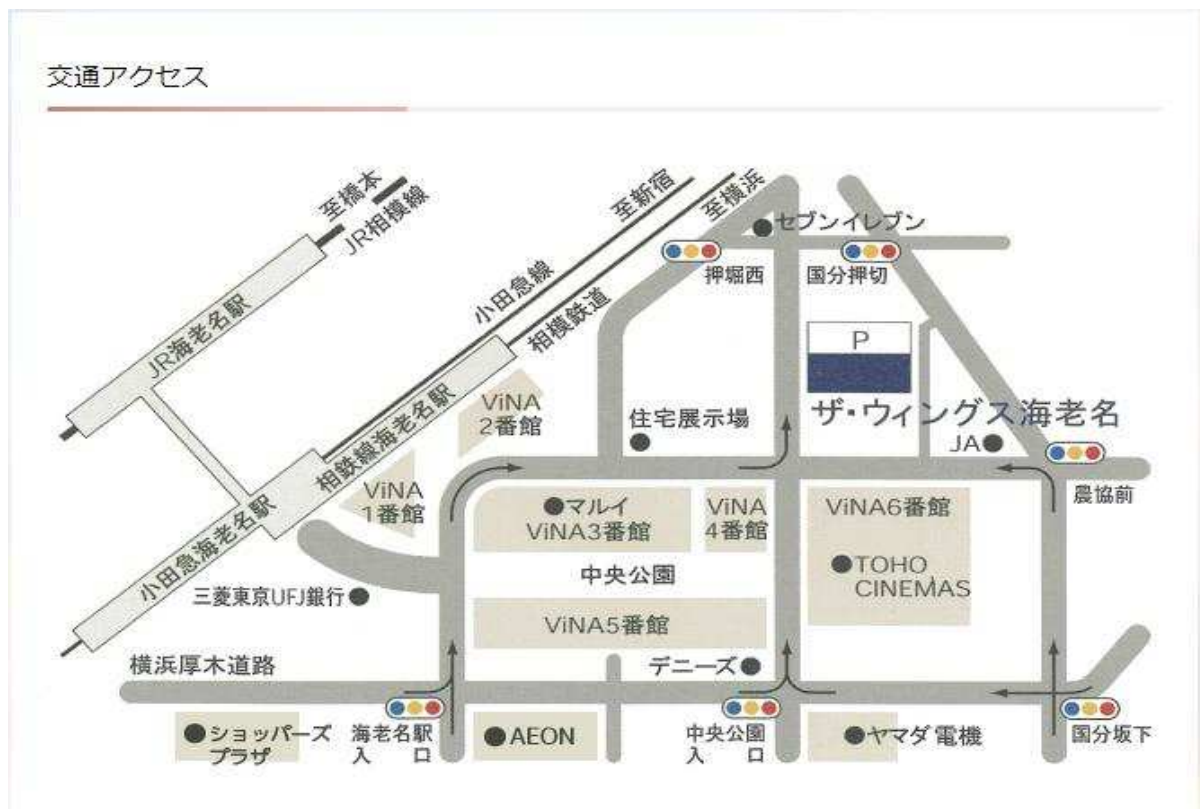 交通アクセス
至橋本
JR相模線
至新宿
至横浜
小田急線
相模鉄道
セブンイレブン
押堀西
国分押切
JR海老名駅
相鉄線海老名駅
小田急海老名駅
P
ザ・ウィングス海老名
ViNA
2番館
住宅展示場
JA
農協前
ViNA
1番館
マルイ
ViNA3番館
ViNA
4番館
ViNA6番館
TOHO
CINEMAS
中央公園
三菱東京UFJ銀行
ViNA5番館
横浜厚木道路
デニーズ
ショッパーズ
プラザ
海老名駅
入 口
AEON
中央公園
入 口
ヤマダ電機
国分坂下